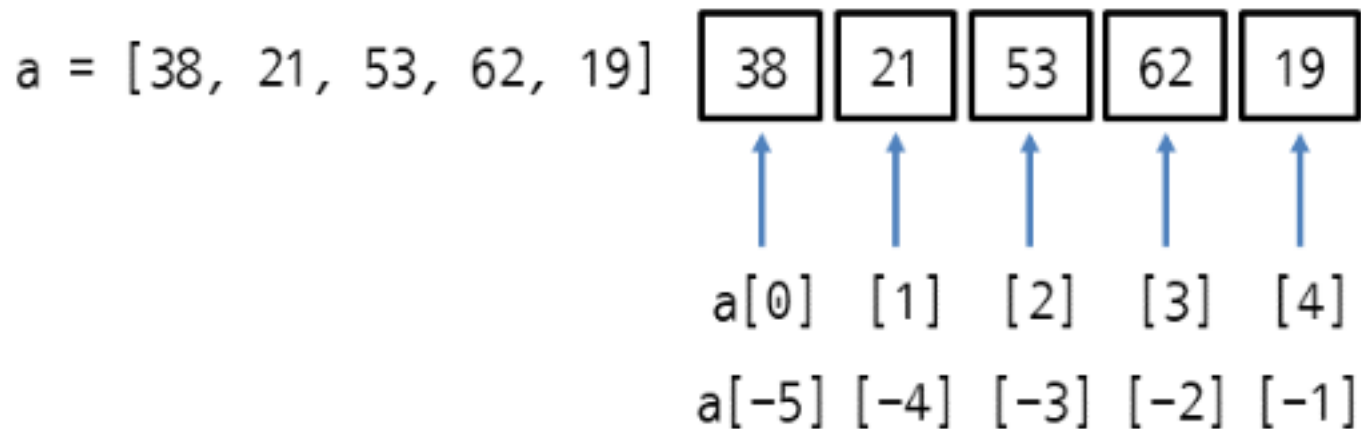 a = [38, 21, 53, 62, 19] 38 21 53 62 19
a[0] [1] [2] [3] [4]
a[-5] [-4] [-3] [-2] [-1]